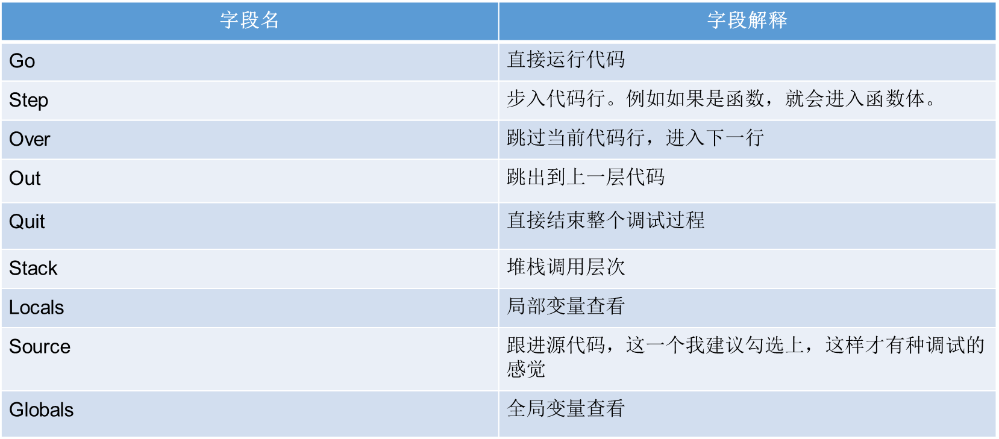 字段名 字段解释
Go 直接运行代码
Step 步入代码行。例如如果是函数，就会进入函数体。
Over 跳过当前代码行，进入下一行
Out 跳出到上一层代码
Quit 直接结束整个调试过程
Stack 堆栈调用层次
Locals 局部变量查看
Source 跟进源代码，这一个我建议勾选上，这样才有种调试的
感觉
Globals 全局变量查看